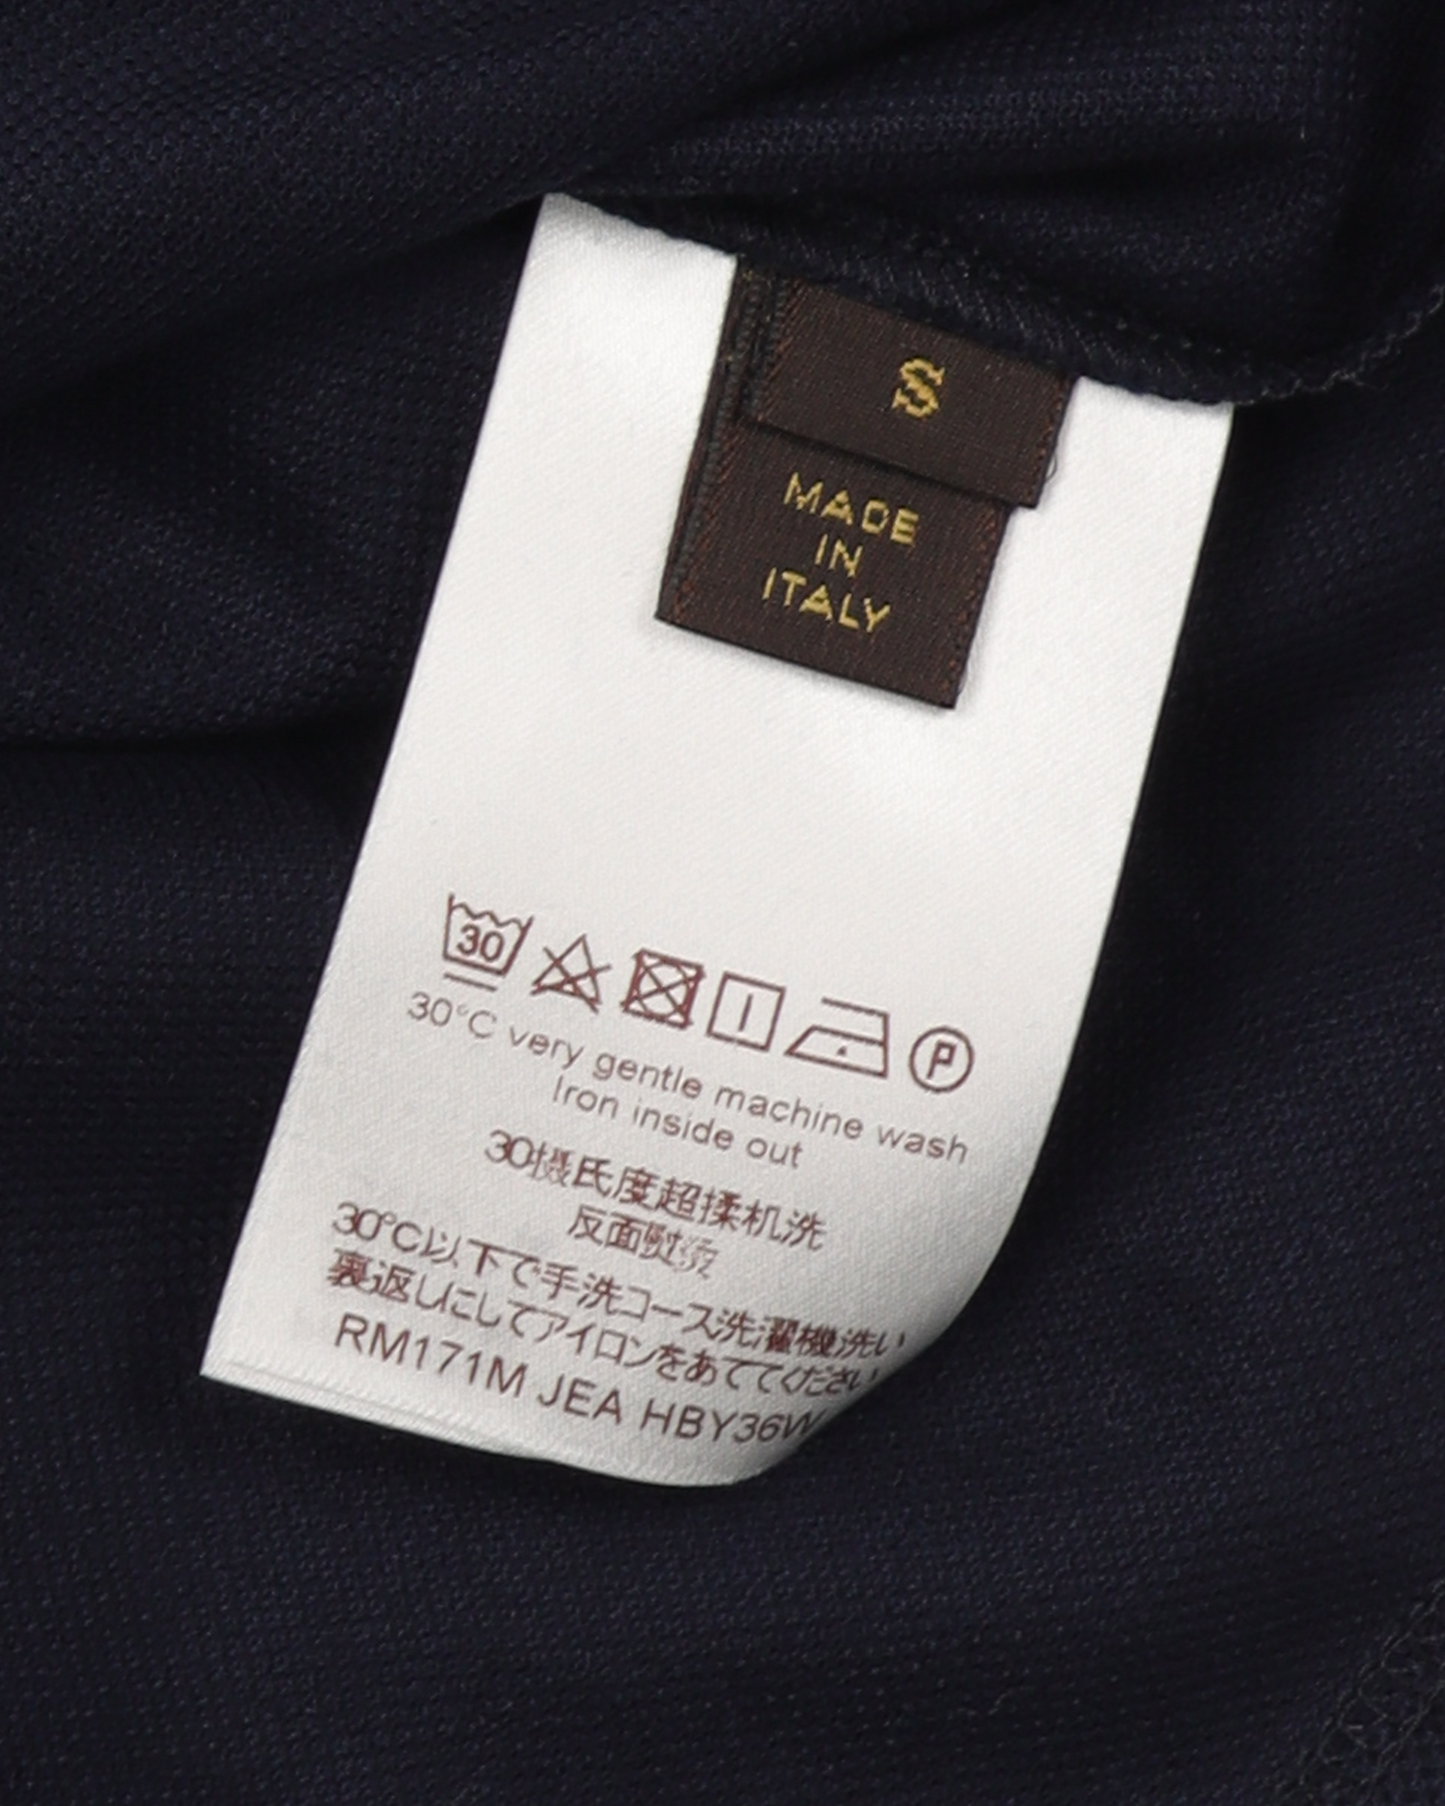 S
MADE
IN
ITALY
30
P
30°C very gentle machine wash
Iron inside out
30摄氏度超揉机洗
反面熨烫
30°C以下で手洗コース洗濯機洗い
裏返しにしてアイロンをあててください
RM171M JEA HBY36W